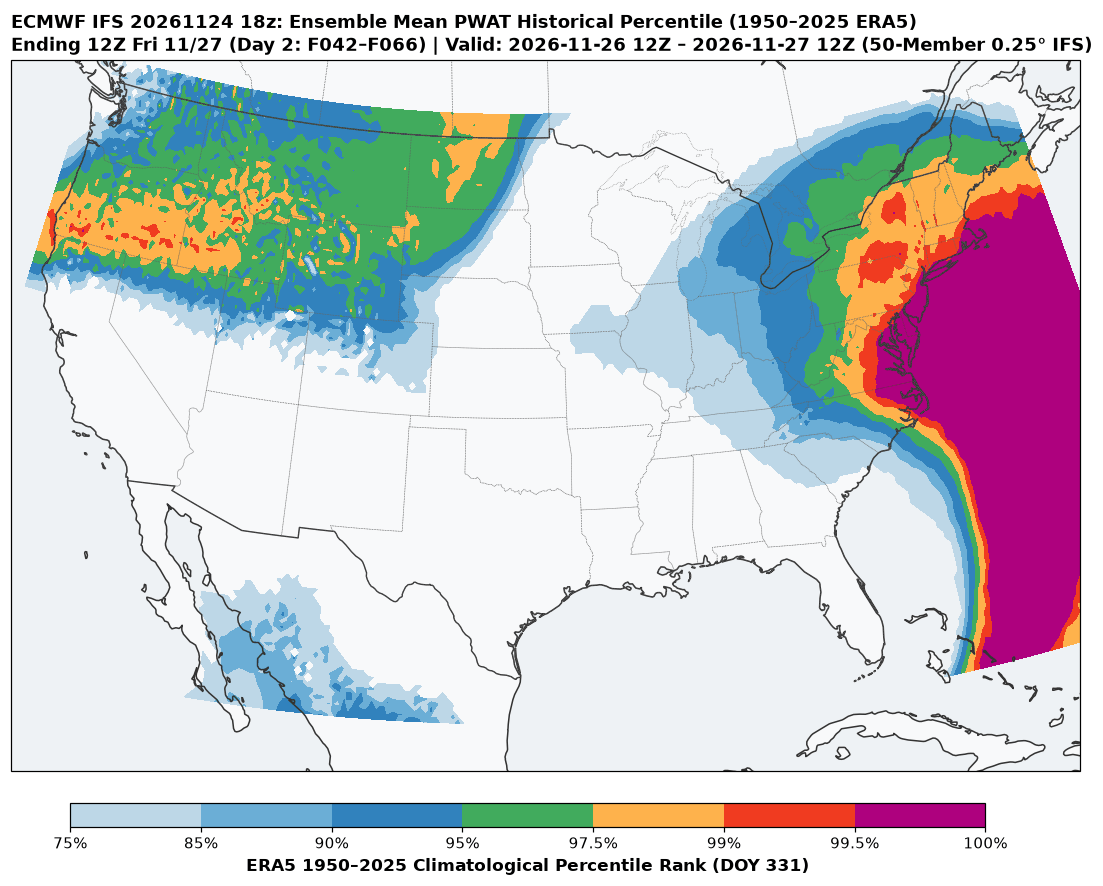 ECMWF IFS 20261124 18z: Ensemble Mean PWAT Historical Percentile (1950–2025 ERA5)
Ending 12Z Fri 11/27 (Day 2: F042–F066) | Valid: 2026-11-26 12Z – 2026-11-27 12Z (50-Member 0.25° IFS)
75% 85% 90% 95% 97.5% 99% 99.5% 100%
ERA5 1950–2025 Climatological Percentile Rank (DOY 331)